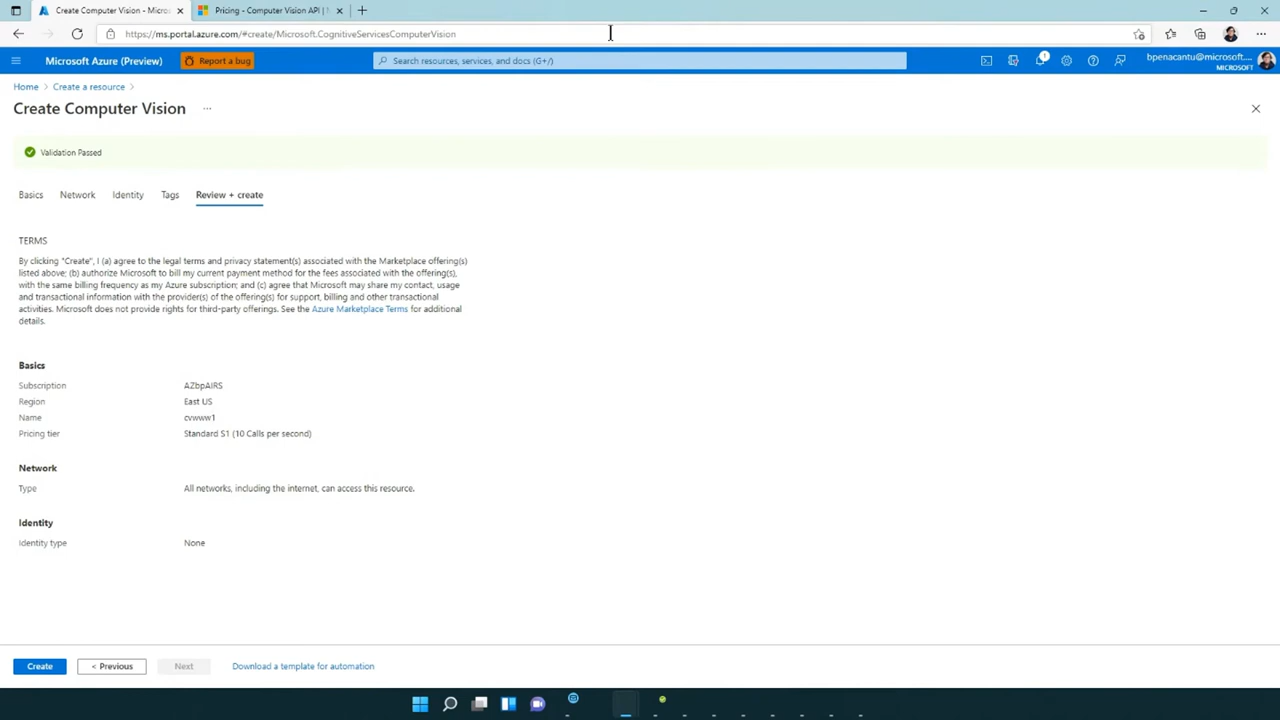 Create Computer Vision - Micros
Pricing - Computer Vision API |
https://ms.portal.azure.com/#create/Microsoft.CognitiveServicesComputerVision
Microsoft Azure (Preview)
Report a bug
Search resources, services, and docs (G+/)
1
bpenacantu@microsoft....
MICROSOFT
Home > Create a resource >
Create Computer Vision ...
Validation Passed
Basics Network Identity Tags Review + create
TERMS
By clicking "Create", I (a) agree to the legal terms and privacy statement(s) associated with the Marketplace offering(s)
listed above; (b) authorize Microsoft to bill my current payment method for the fees associated with the offering(s),
with the same billing frequency as my Azure subscription; and (c) agree that Microsoft may share my contact, usage
and transactional information with the provider(s) of the offering(s) for support, billing and other transactional
activities. Microsoft does not provide rights for third-party offerings. See the Azure Marketplace Terms for additional
details.
Basics
Subscription AZbpAIRS
Region East US
Name cvwww1
Pricing tier Standard S1 (10 Calls per second)
Network
Type All networks, including the internet, can access this resource.
Identity
Identity type None
Create < Previous Next Download a template for automation